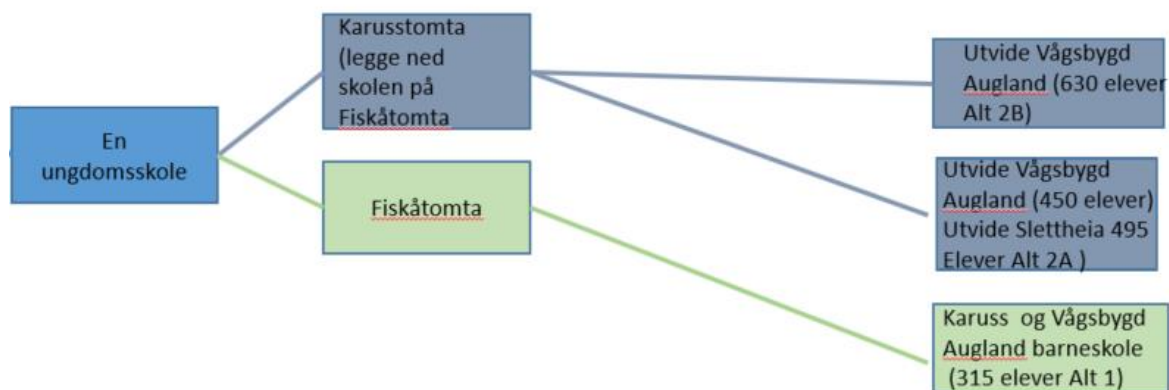 En
ungdomsskole
Karusstomta
(legge ned
skolen på
Fiskåtomta
Fiskåtomta
Utvide Vågsbygd
Augland (630 elever
Alt 2B)
Utvide Vågsbygd
Augland (450 elever)
Utvide Slettheia 495
Elever Alt 2A )
Karuss og Vågsbygd
Augland barneskole
(315 elever Alt 1)